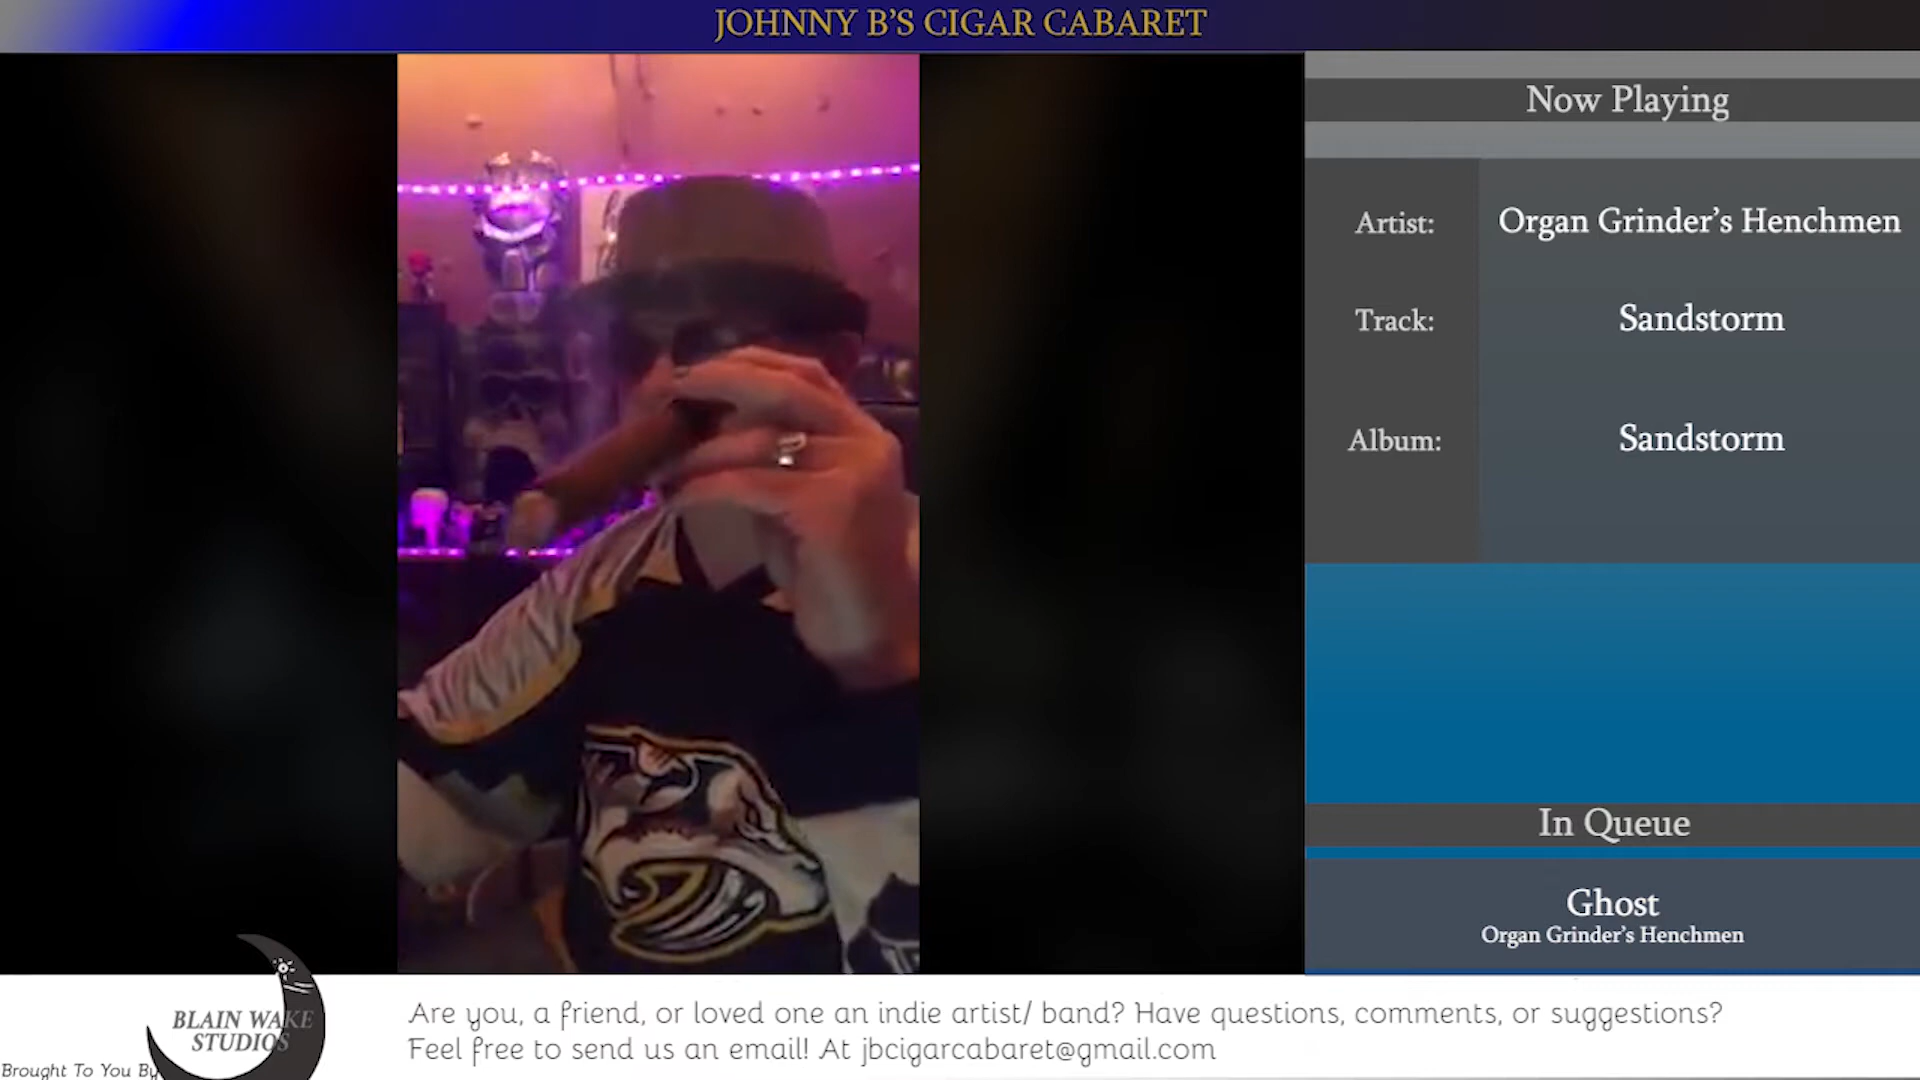 JOHNNY B’S CIGAR CABARET
Now Playing
Artist: Organ Grinder’s Henchmen
Track: Sandstorm
Album: Sandstorm
In Queue
Ghost
Organ Grinder’s Henchmen
BLAIN WAKE
STUDIOS
Brought To You By
Are you, a friend, or loved one an indie artist/ band? Have questions, comments, or suggestions?
Feel free to send us an email! At jbcigarcabaret@gmail.com